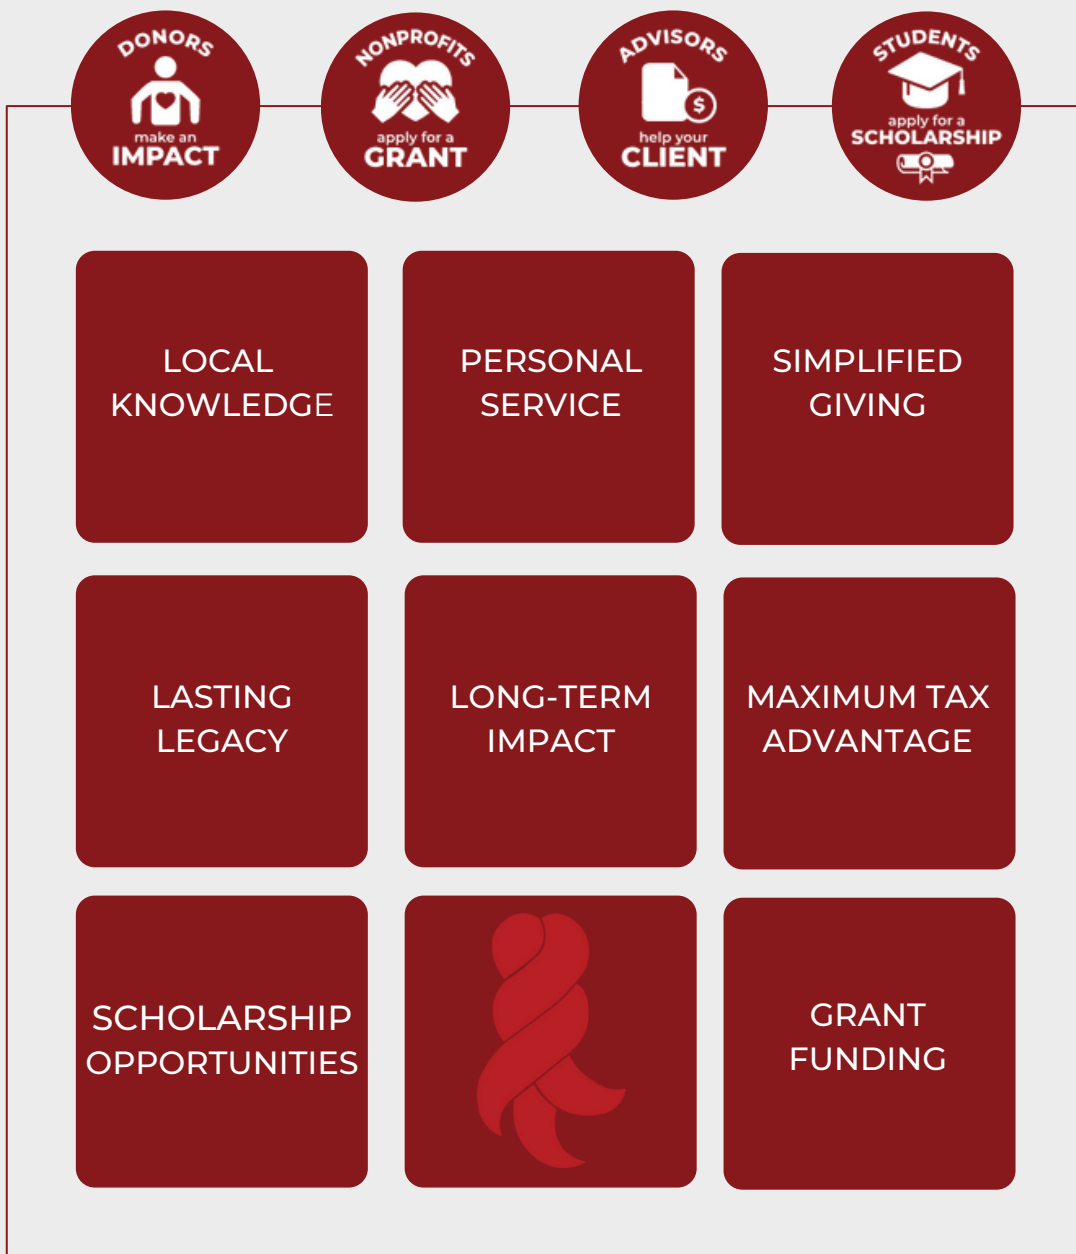 DONORS
make an
IMPACT
NONPROFITS
apply for a
GRANT
ADVISORS
$
help your
CLIENT
STUDENTS
apply for a
SCHOLARSHIP
LOCAL
KNOWLEDGE
PERSONAL
SERVICE
SIMPLIFIED
GIVING
LASTING
LEGACY
LONG-TERM
IMPACT
MAXIMUM TAX
ADVANTAGE
SCHOLARSHIP
OPPORTUNITIES
GRANT
FUNDING